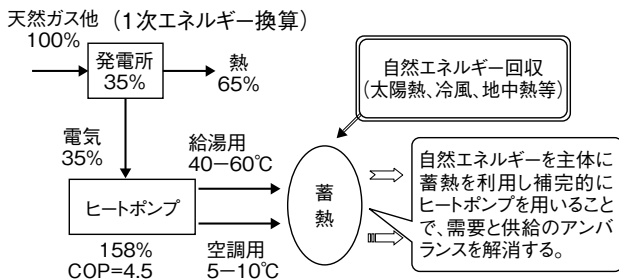 天然ガス他 (1次エネルギー換算)
100%
発電所
35%
熱
65%
自然エネルギー回収
(太陽熱、冷風、地中熱等)
電気
35%
給湯用
40−60℃
ヒートポンプ
蓄
熱
自然エネルギーを主体に
蓄熱を利用し補完的に
ヒートポンプを用いること
で、需要と供給のアンバ
ランスを解消する。
158%
COP=4.5
空調用
5−10℃